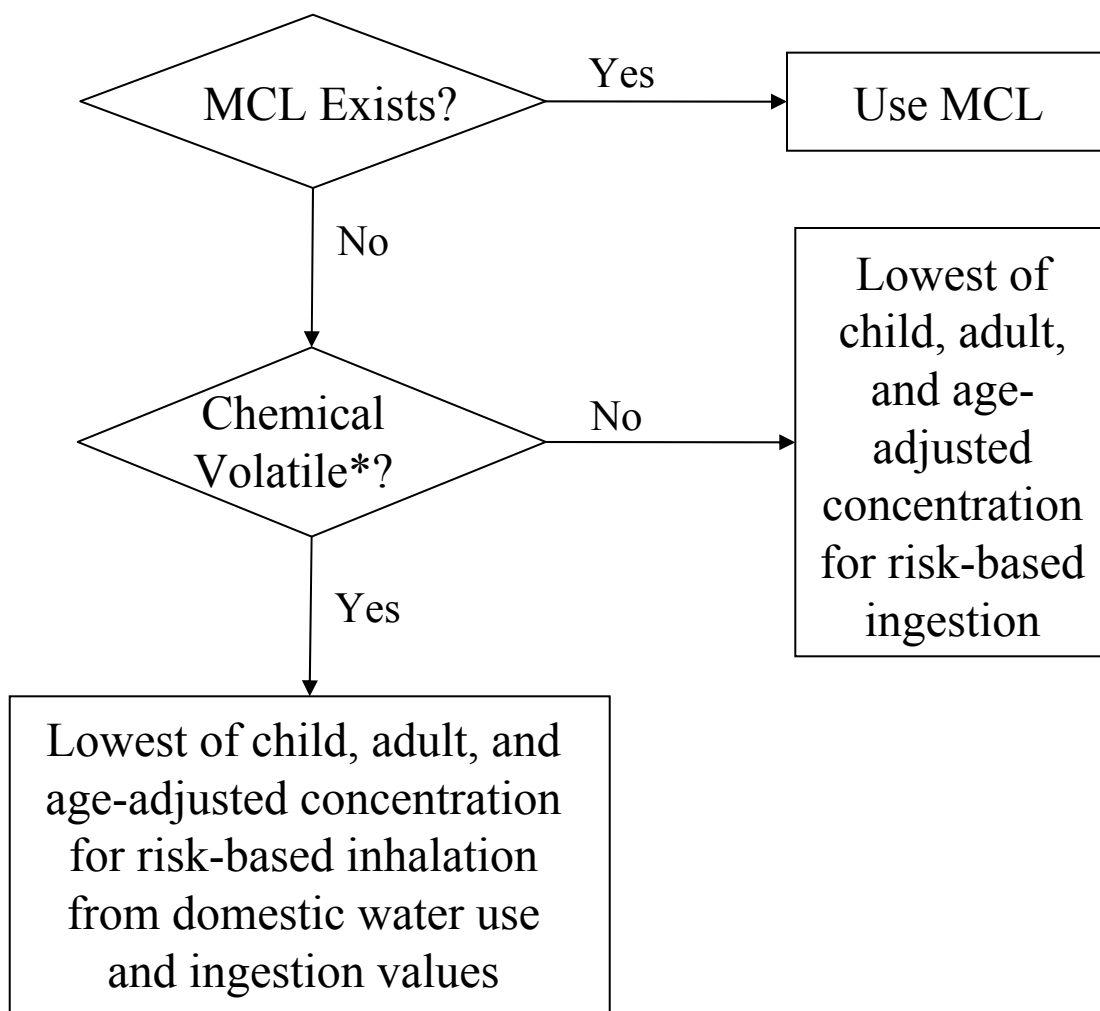 MCL Exists?
Yes
Use MCL
No
Lowest of
child, adult,
and age-
adjusted
concentration
for risk-based
ingestion
Chemical
Volatile*?
No
Yes
Lowest of child, adult, and
age-adjusted concentration
for risk-based inhalation
from domestic water use
and ingestion values